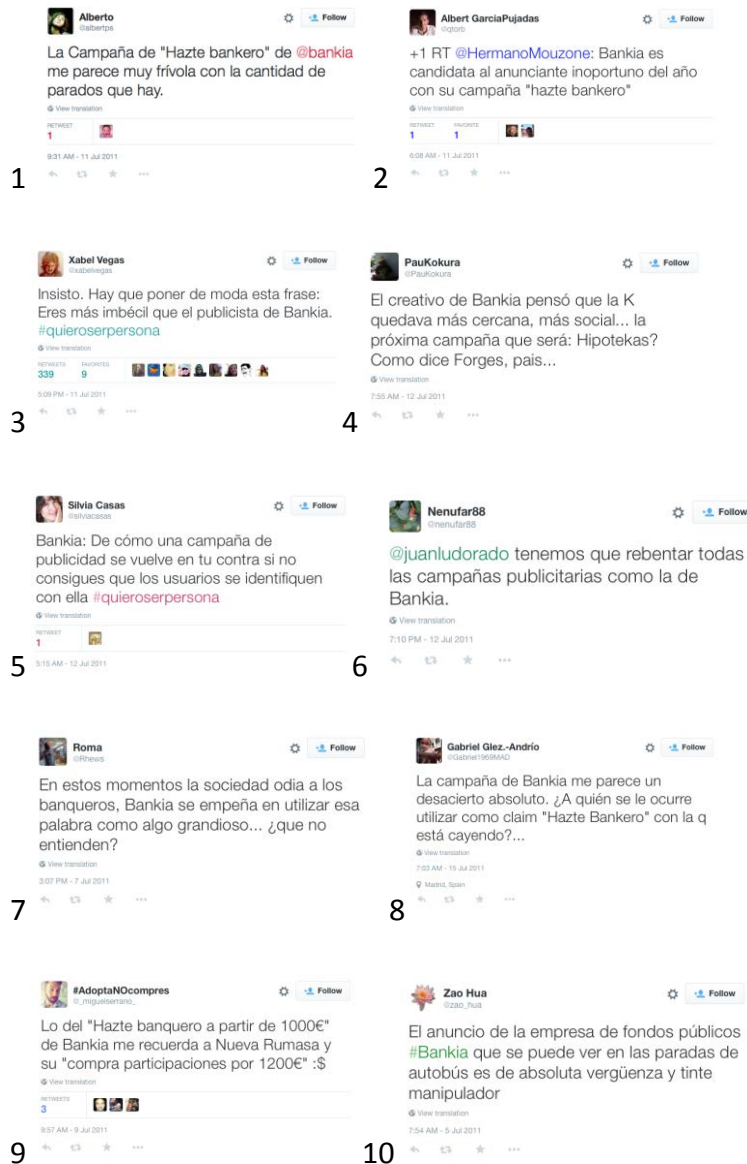 Alberto
@albertps
Follow
La Campaña de "Hazte bankero" de @bankia
me parece muy frívola con la cantidad de
parados que hay.
View translation
RETWEET
1
9:31 AM - 11 Jul 2011
1
Albert GarciaPujadas
@qtorb
Follow
+1 RT @HermanoMouzone: Bankia es
candidata al anunciante inoportuno del año
con su campaña "hazte bankero"
View translation
RETWEET FAVORITE
1 1
6:08 AM - 11 Jul 2011
2
Xabel Vegas
@xabelvegas
Follow
Insisto. Hay que poner de moda esta frase:
Eres más imbécil que el publicista de Bankia.
#quieroserpersona
View translation
RETWEETS FAVORITES
339 9
5:09 PM - 11 Jul 2011
3
PauKokura
@PauKokura
Follow
El creativo de Bankia pensó que la K
quedava más cercana, más social... la
próxima campaña que será: Hipotekas?
Como dice Forges, pais...
View translation
7:55 AM - 12 Jul 2011
4
Silvia Casas
@silviacasas
Follow
Bankia: De cómo una campaña de
publicidad se vuelve en tu contra si no
consigues que los usuarios se identifiquen
con ella #quieroserpersona
View translation
RETWEET
1
5:15 AM - 12 Jul 2011
5
Nenufar88
@nenufar88
Follow
@juanludorado tenemos que rebentar todas
las campañas publicitarias como la de
Bankia.
View translation
7:10 PM - 12 Jul 2011
6
Roma
@Rhews
Follow
En estos momentos la sociedad odia a los
banqueros, Bankia se empeña en utilizar esa
palabra como algo grandioso... ¿que no
entienden?
View translation
3:07 PM - 7 Jul 2011
7
Gabriel Glez.-Andrío
@Gabriel1969MAD
Follow
La campaña de Bankia me parece un
desacierto absoluto. ¿A quién se le ocurre
utilizar como claim "Hazte Bankero" con la q
está cayendo?...
View translation
7:03 AM - 15 Jul 2011
Madrid, Spain
8
#AdoptaNOcompres
@_miguelserrano_
Follow
Lo del "Hazte banquero a partir de 1000€"
de Bankia me recuerda a Nueva Rumasa y
su "compra participaciones por 1200€" :$
View translation
RETWEETS
3
9:57 AM - 9 Jul 2011
9
Zao Hua
@zao_hua
Follow
El anuncio de la empresa de fondos públicos
#Bankia que se puede ver en las paradas de
autobús es de absoluta vergüenza y tinte
manipulador
View translation
7:54 AM - 5 Jul 2011
10